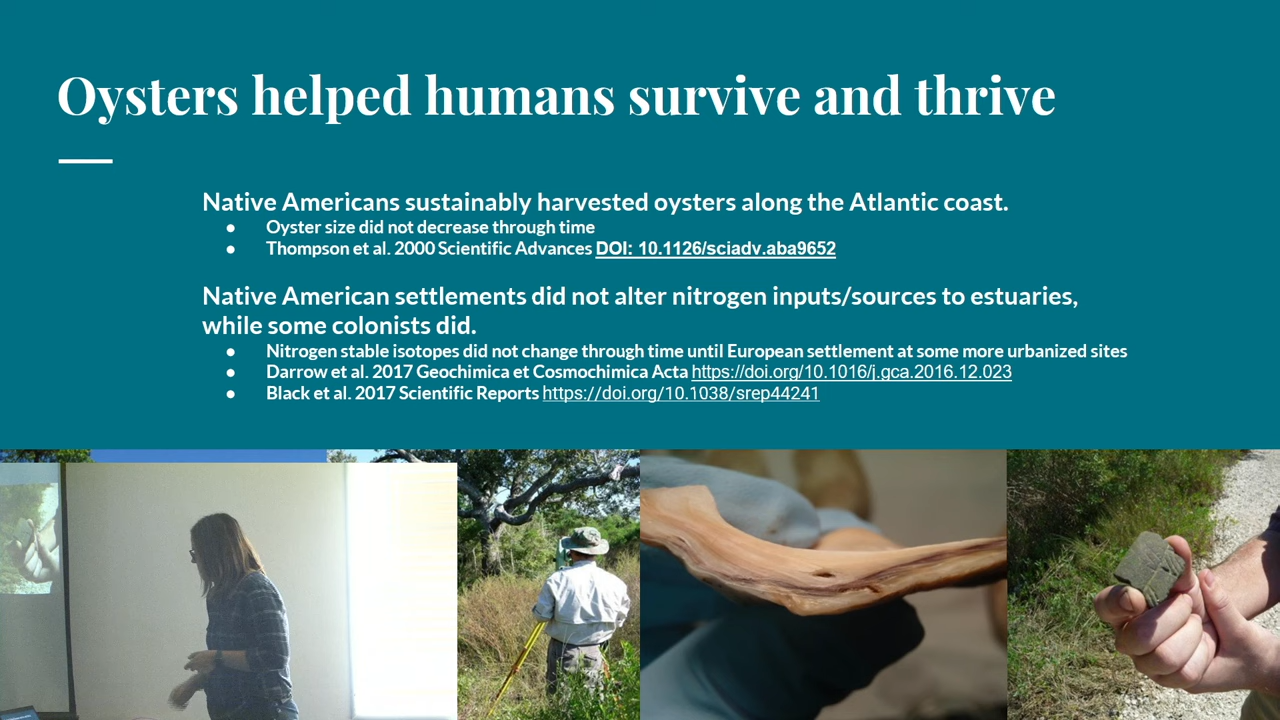 Oysters helped humans survive and thrive
Native Americans sustainably harvested oysters along the Atlantic coast.
● Oyster size did not decrease through time
● Thompson et al. 2000 Scientific Advances DOI: 10.1126/sciadv.aba9652
Native American settlements did not alter nitrogen inputs/sources to estuaries,
while some colonists did.
● Nitrogen stable isotopes did not change through time until European settlement at some more urbanized sites
● Darrow et al. 2017 Geochimica et Cosmochimica Acta https://doi.org/10.1016/j.gca.2016.12.023
● Black et al. 2017 Scientific Reports https://doi.org/10.1038/srep44241